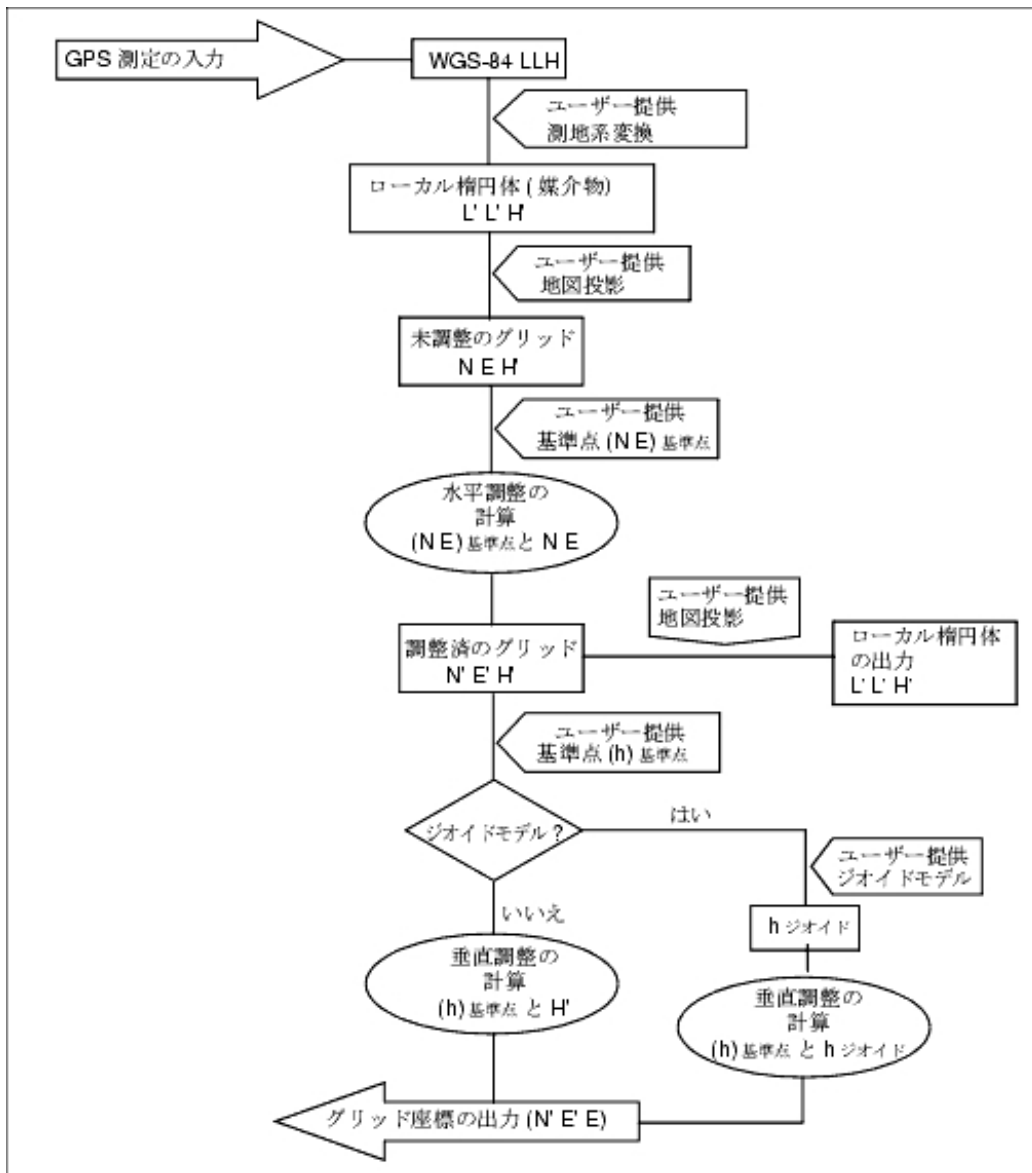 GPS 測定の入力
WGS-84 LLH
ユーザー提供
測地系変換
ローカル楕円体 ( 媒介物)
L' L' H'
ユーザー提供
地図投影
未調整のグリッド
N E H'
ユーザー提供
基準点 (N E) 基準点
水平調整の
計算
(N E) 基準点 と N E
ユーザー提供
地図投影
調整済のグリッド
N' E' H'
ローカル楕円体
の出力
L' L' H'
ユーザー提供
基準点 (h) 基準点
ジオイドモデル ?
はい
ユーザー提供
ジオイドモデル
いいえ
h ジオイド
垂直調整の
計算
(h) 基準点 と H'
垂直調整の
計算
(h) 基準点 と h ジオイド
グリッド座標の出力 (N' E' E)